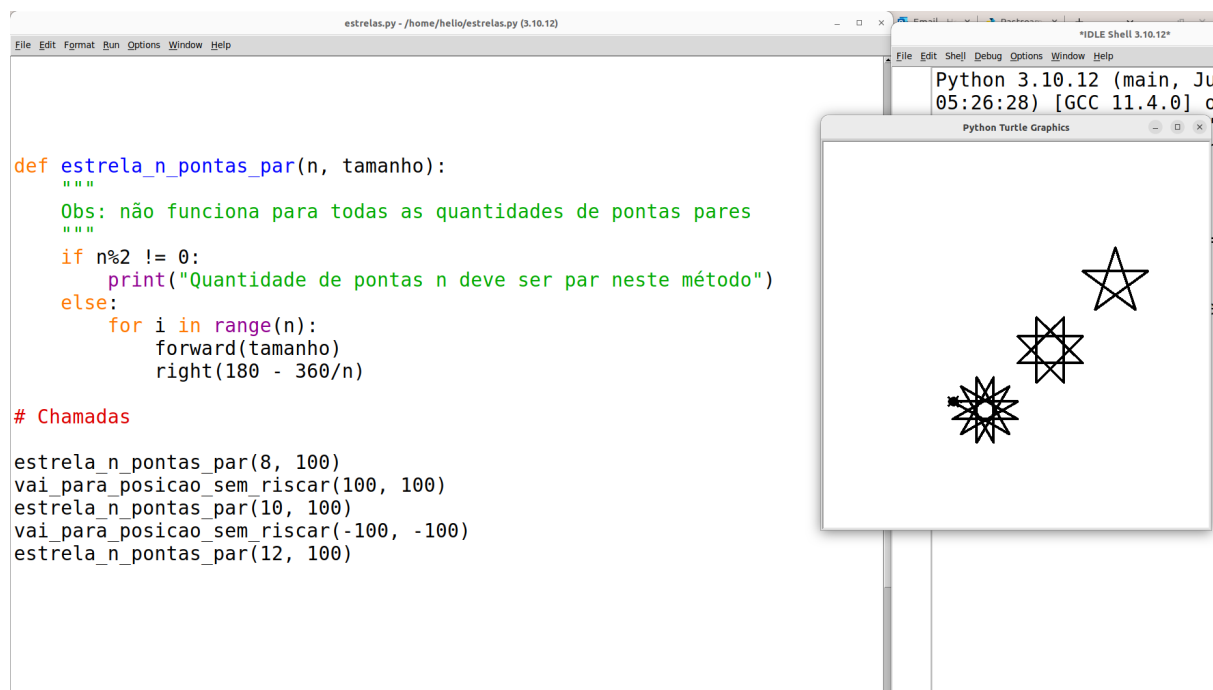 estrelas.py - /home/helio/estrelas.py (3.10.12)
File Edit Format Run Options Window Help
def estrela_n_pontas_par(n, tamanho):
    """
    Obs: não funciona para todas as quantidades de pontas pares
    """
    if n%2 != 0:
        print("Quantidade de pontas n deve ser par neste método")
    else:
        for i in range(n):
            forward(tamanho)
            right(180 - 360/n)
# Chamadas
estrela_n_pontas_par(8, 100)
vai_para_posicao_sem_riscar(100, 100)
estrela_n_pontas_par(10, 100)
vai_para_posicao_sem_riscar(-100, -100)
estrela_n_pontas_par(12, 100)
*IDLE Shell 3.10.12*
File Edit Shell Debug Options Window Help
Python 3.10.12 (main, Ju
05:26:28) [GCC 11.4.0] o
Python Turtle Graphics